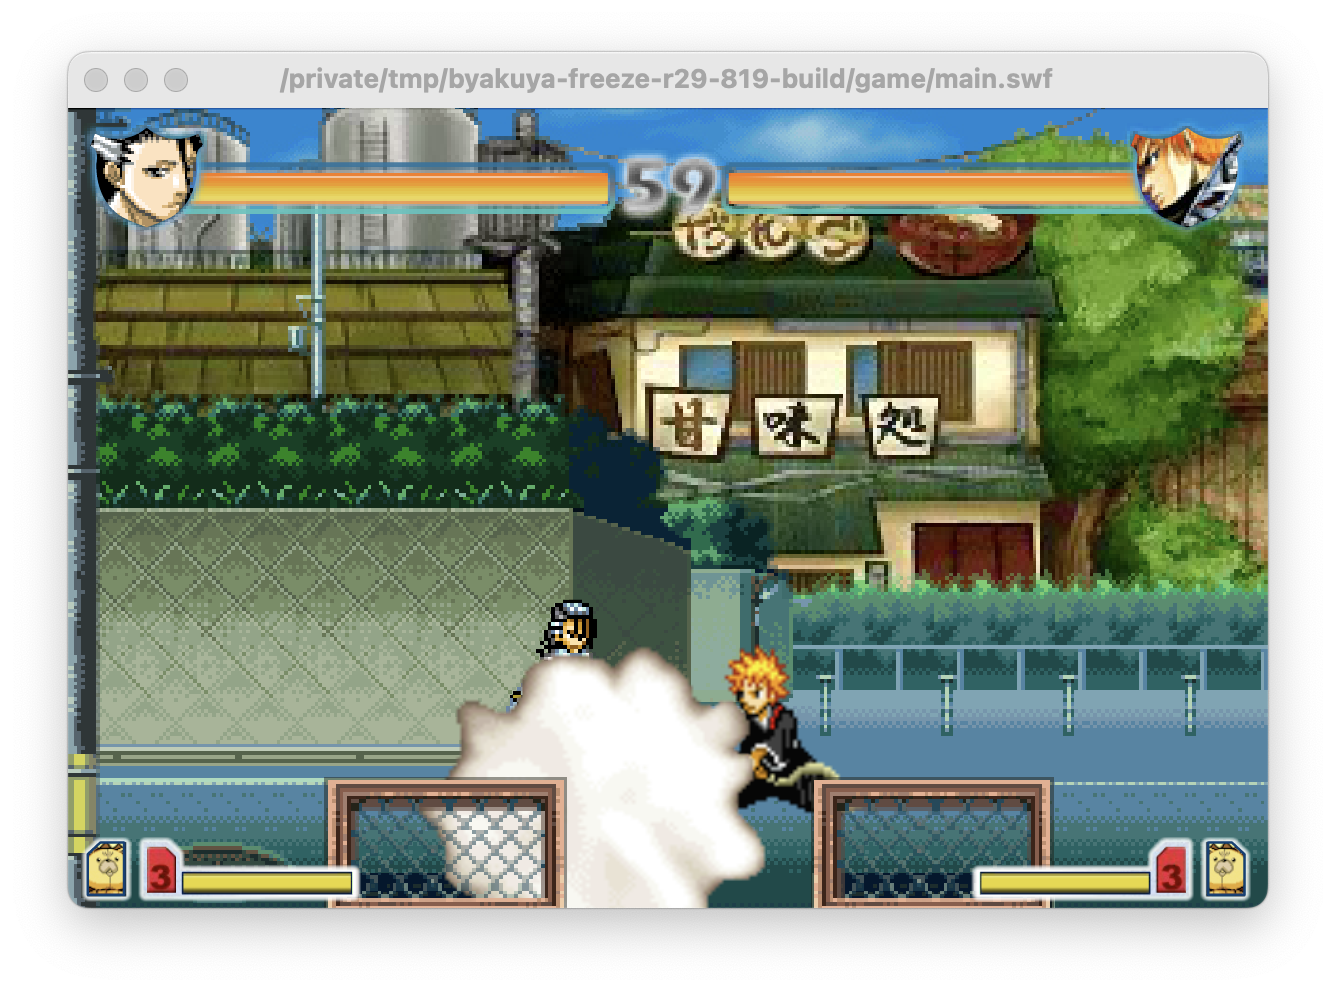 /private/tmp/byakuya-freeze-r29-819-build/game/main.swf
59
甘 味 処
3
3